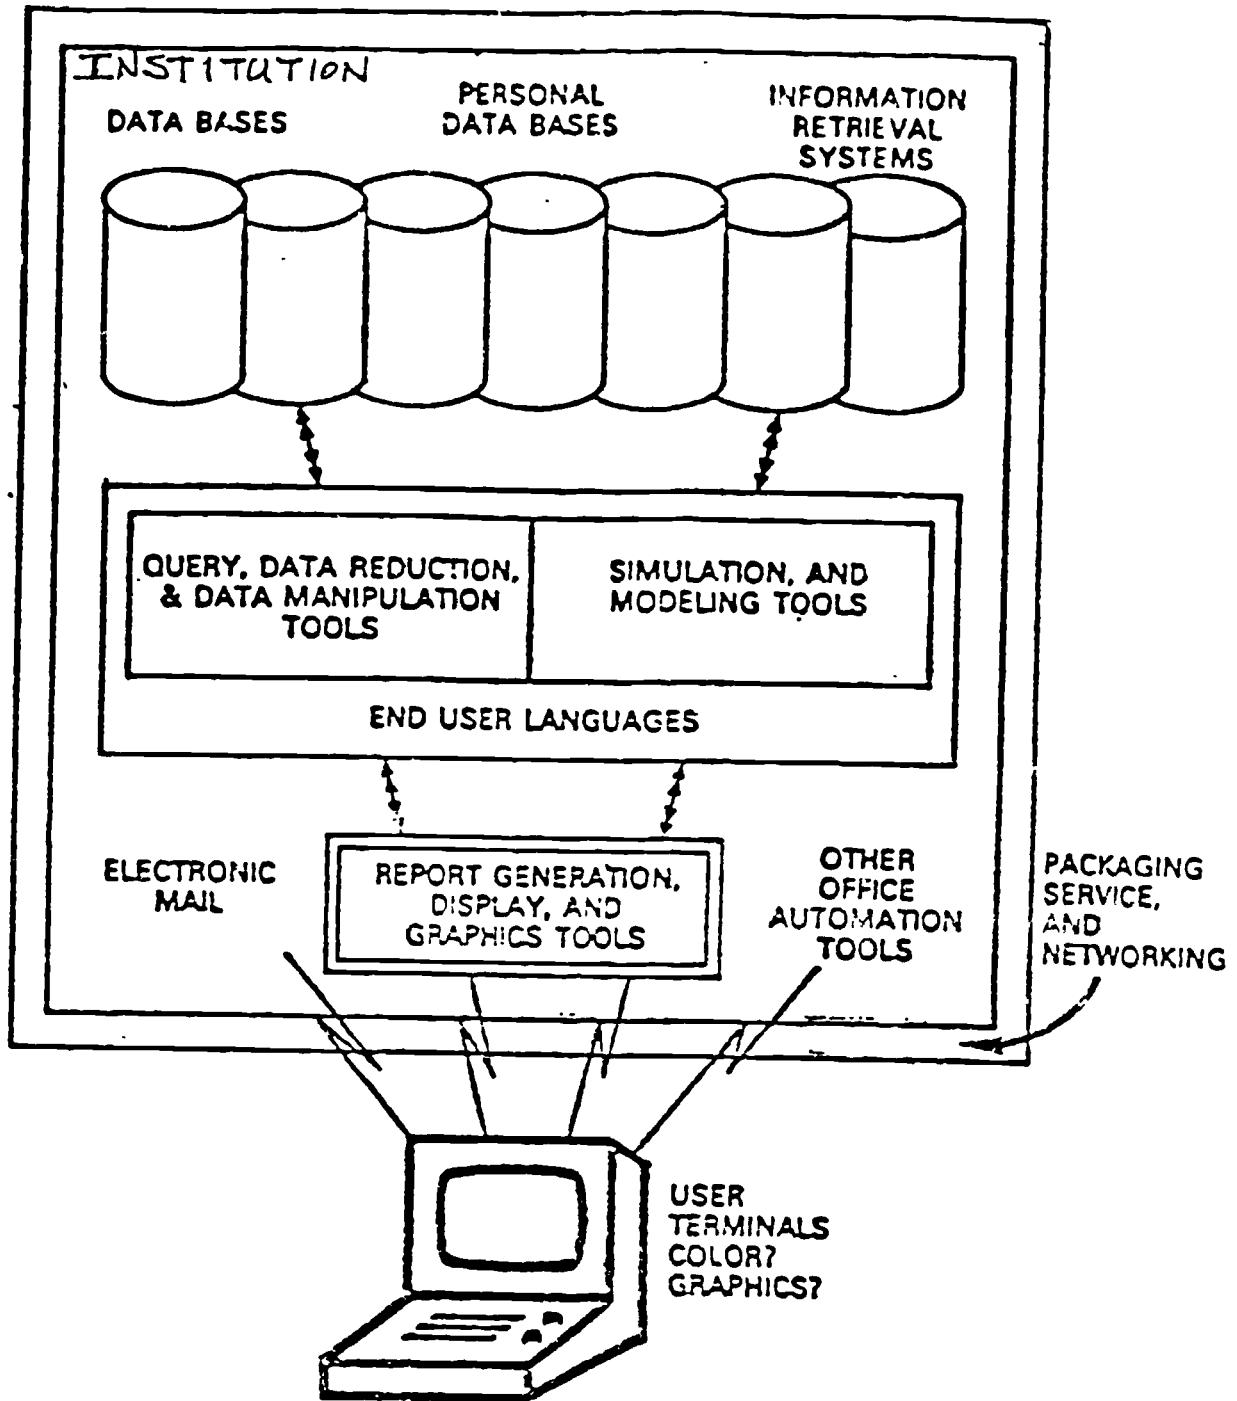 INSTITUTION
DATA BASES
PERSONAL
DATA BASES
INFORMATION
RETRIEVAL
SYSTEMS
QUERY, DATA REDUCTION,
& DATA MANIPULATION
TOOLS
SIMULATION, AND
MODELING TOOLS
END USER LANGUAGES
ELECTRONIC
MAIL
REPORT GENERATION,
DISPLAY, AND
GRAPHICS TOOLS
OTHER
OFFICE
AUTOMATION
TOOLS
PACKAGING
SERVICE,
AND
NETWORKING
USER
TERMINALS
COLOR?
GRAPHICS?